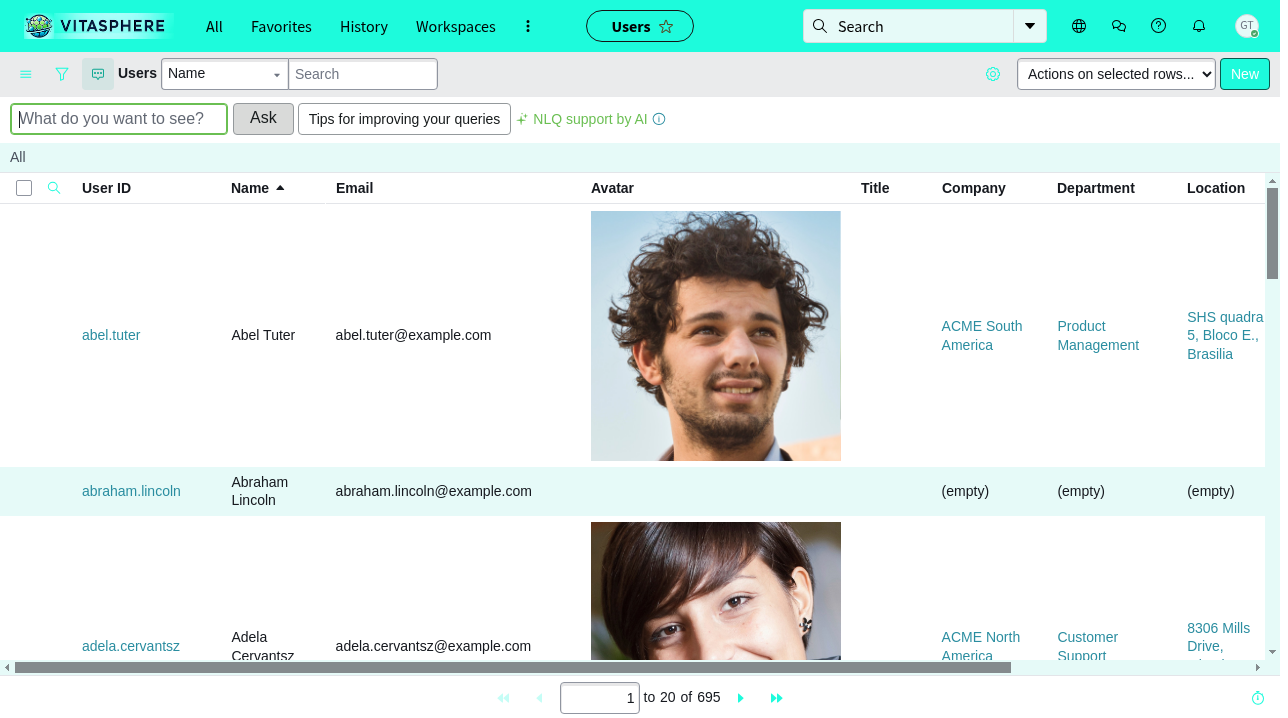 VITASPHERE All Favorites History Workspaces Users Search GT
Users Name Search Actions on selected rows... New
What do you want to see? Ask Tips for improving your queries NLQ support by AI
All
User ID Name Email Avatar Title Company Department Location
abel.tuter Abel Tuter abel.tuter@example.com ACME South America Product Management SHS quadra 5, Bloco E., Brasilia
abraham.lincoln Abraham Lincoln abraham.lincoln@example.com (empty) (empty) (empty)
adela.cervantsz Adela Cervantsz adela.cervantsz@example.com ACME North America Customer Support 8306 Mills Drive,
1 to 20 of 695